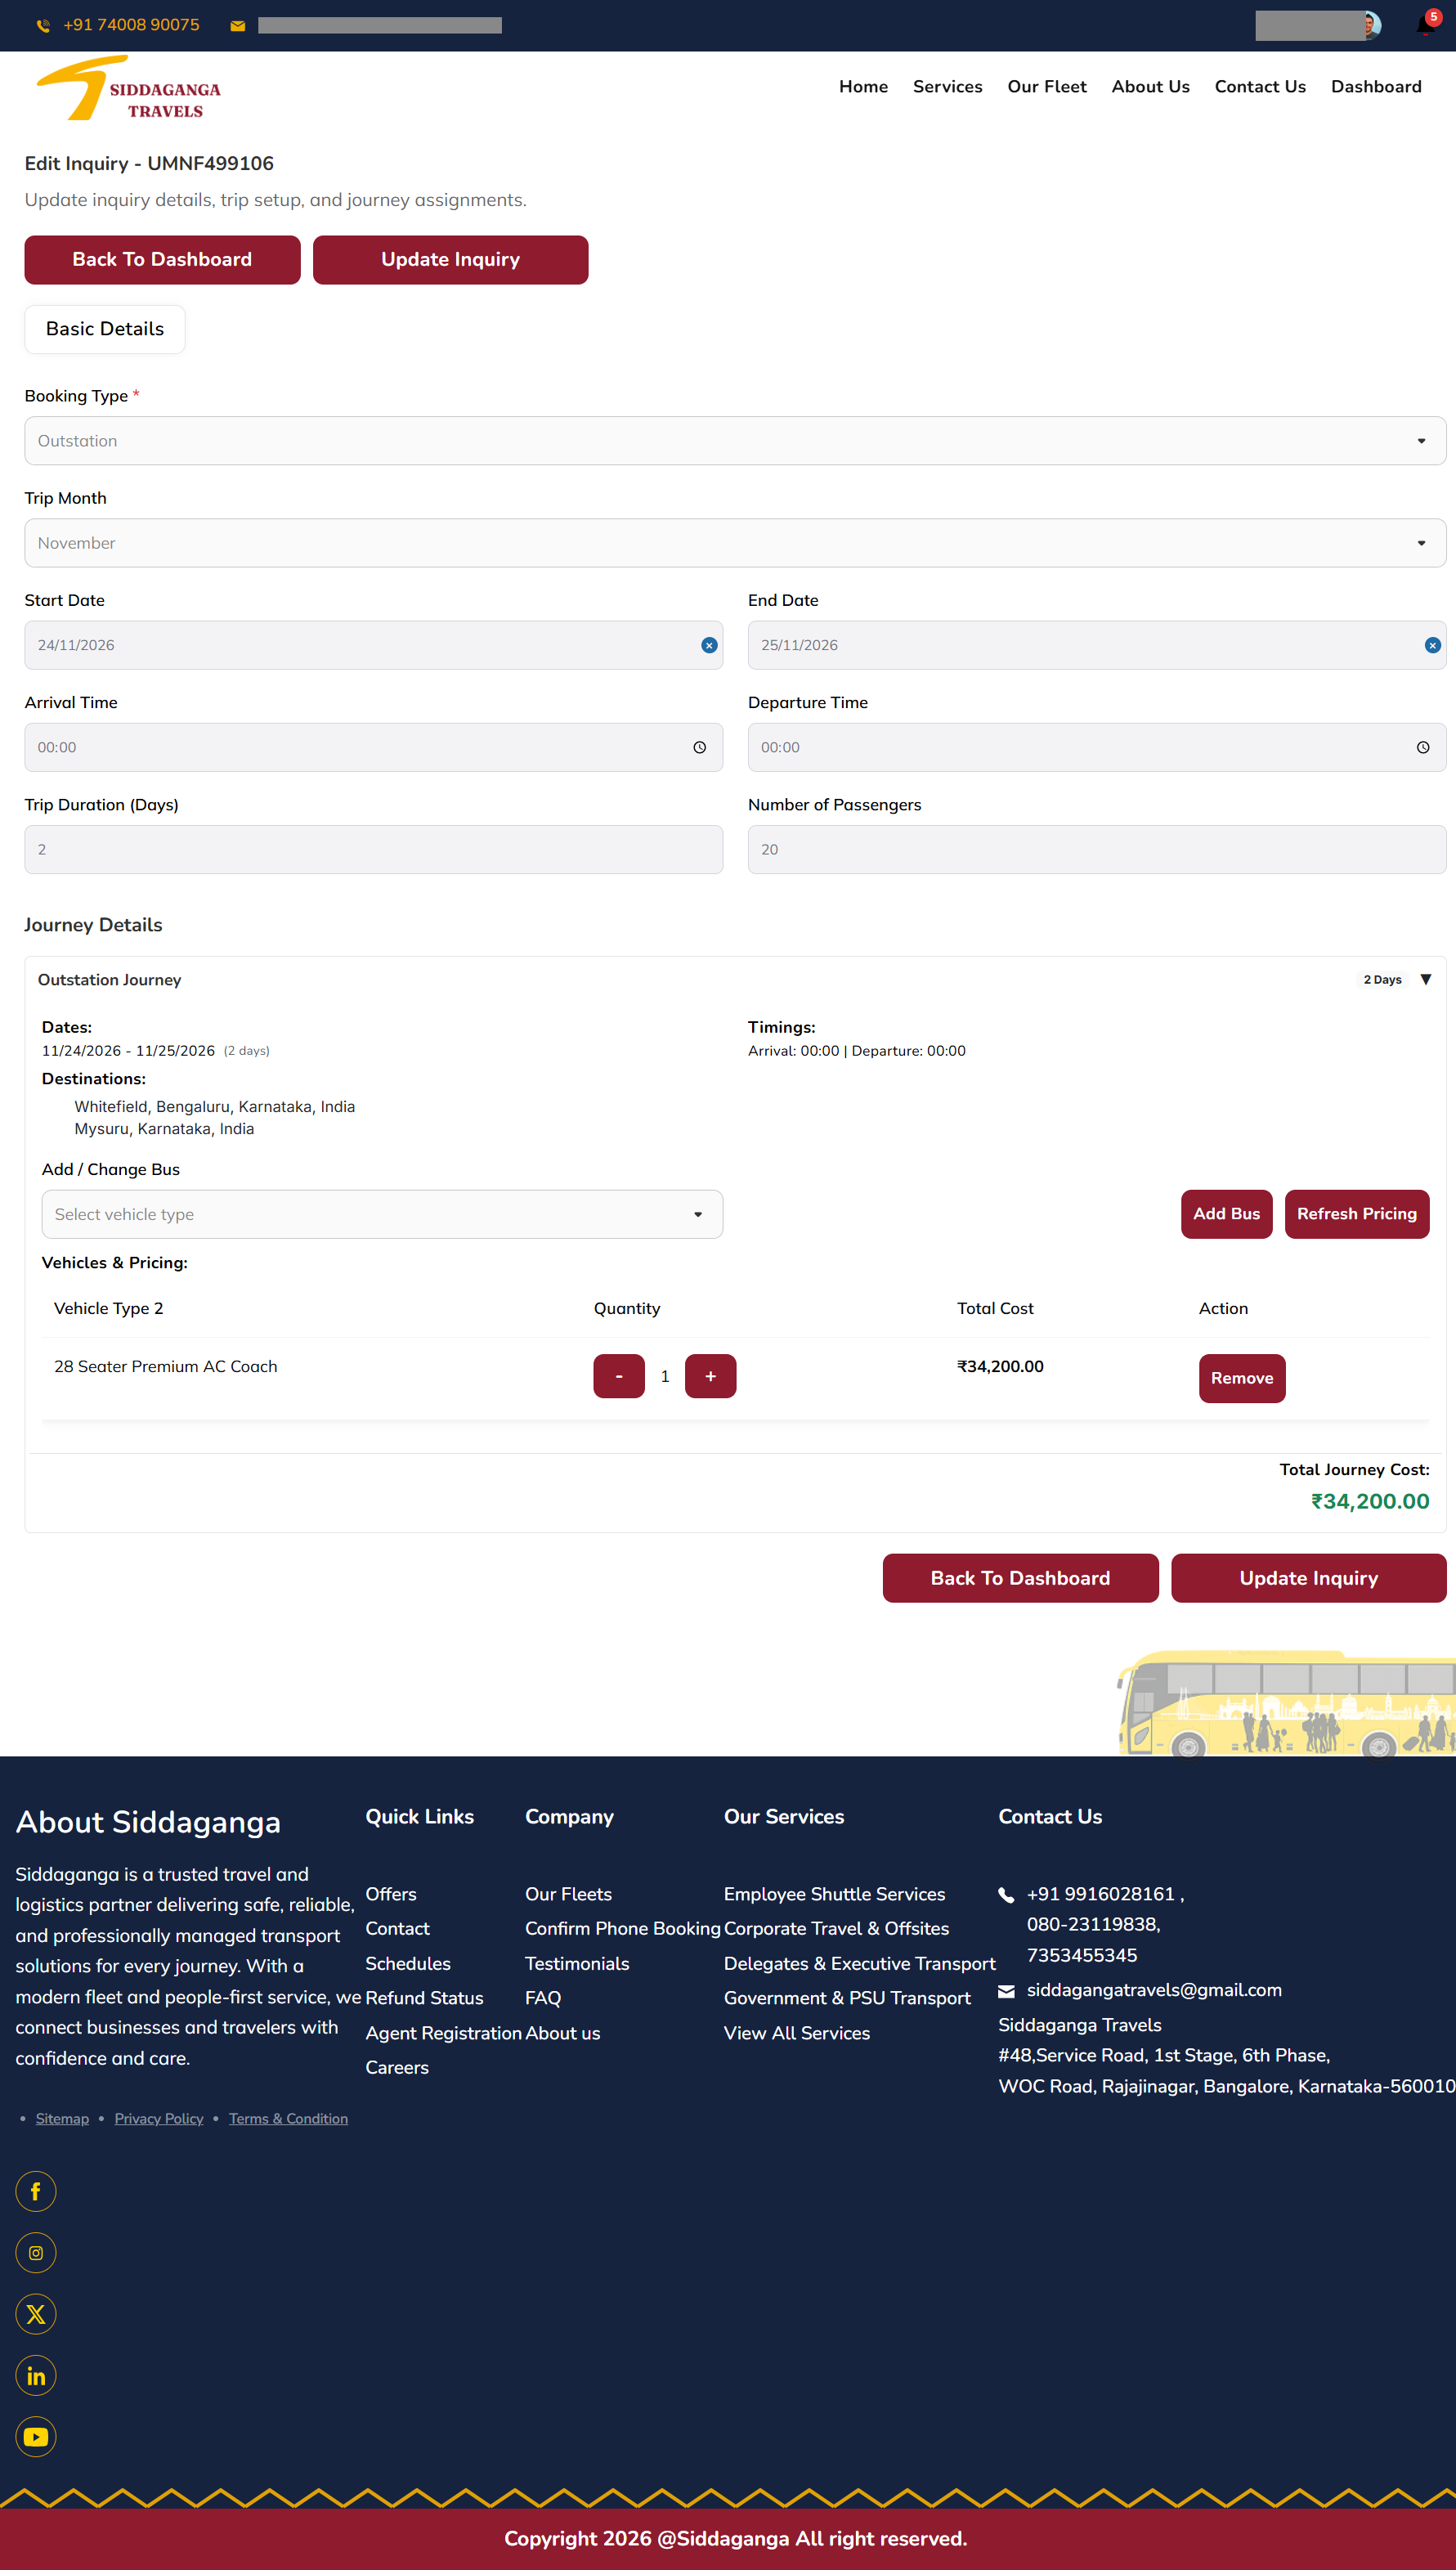 +91 74008 90075
5
SIDDAGANGA
TRAVELS
Home Services Our Fleet About Us Contact Us Dashboard
Edit Inquiry - UMNF499106
Update inquiry details, trip setup, and journey assignments.
Back To Dashboard Update Inquiry
Basic Details
Booking Type *
Outstation
Trip Month
November
Start Date End Date
24/11/2026 25/11/2026
Arrival Time Departure Time
00:00 00:00
Trip Duration (Days) Number of Passengers
2 20
Journey Details
Outstation Journey 2 Days ▼
Dates: Timings:
11/24/2026 - 11/25/2026 (2 days) Arrival: 00:00 | Departure: 00:00
Destinations:
Whitefield, Bengaluru, Karnataka, India
Mysuru, Karnataka, India
Add / Change Bus
Select vehicle type Add Bus Refresh Pricing
Vehicles & Pricing:
Vehicle Type 2 Quantity Total Cost Action
28 Seater Premium AC Coach - 1 + ₹34,200.00 Remove
Total Journey Cost:
₹34,200.00
Back To Dashboard Update Inquiry
About Siddaganga
Siddaganga is a trusted travel and
logistics partner delivering safe, reliable,
and professionally managed transport
solutions for every journey. With a
modern fleet and people-first service, we
connect businesses and travelers with
confidence and care.
• Sitemap • Privacy Policy • Terms & Condition
Quick Links
Offers
Contact
Schedules
Refund Status
Agent Registration
Careers
Company
Our Fleets
Confirm Phone Booking
Testimonials
FAQ
About us
Our Services
Employee Shuttle Services
Corporate Travel & Offsites
Delegates & Executive Transport
Government & PSU Transport
View All Services
Contact Us
+91 9916028161 ,
080-23119838,
7353455345
siddagangatravels@gmail.com
Siddaganga Travels
#48,Service Road, 1st Stage, 6th Phase,
WOC Road, Rajajinagar, Bangalore, Karnataka-560010
Copyright 2026 @Siddaganga All right reserved.